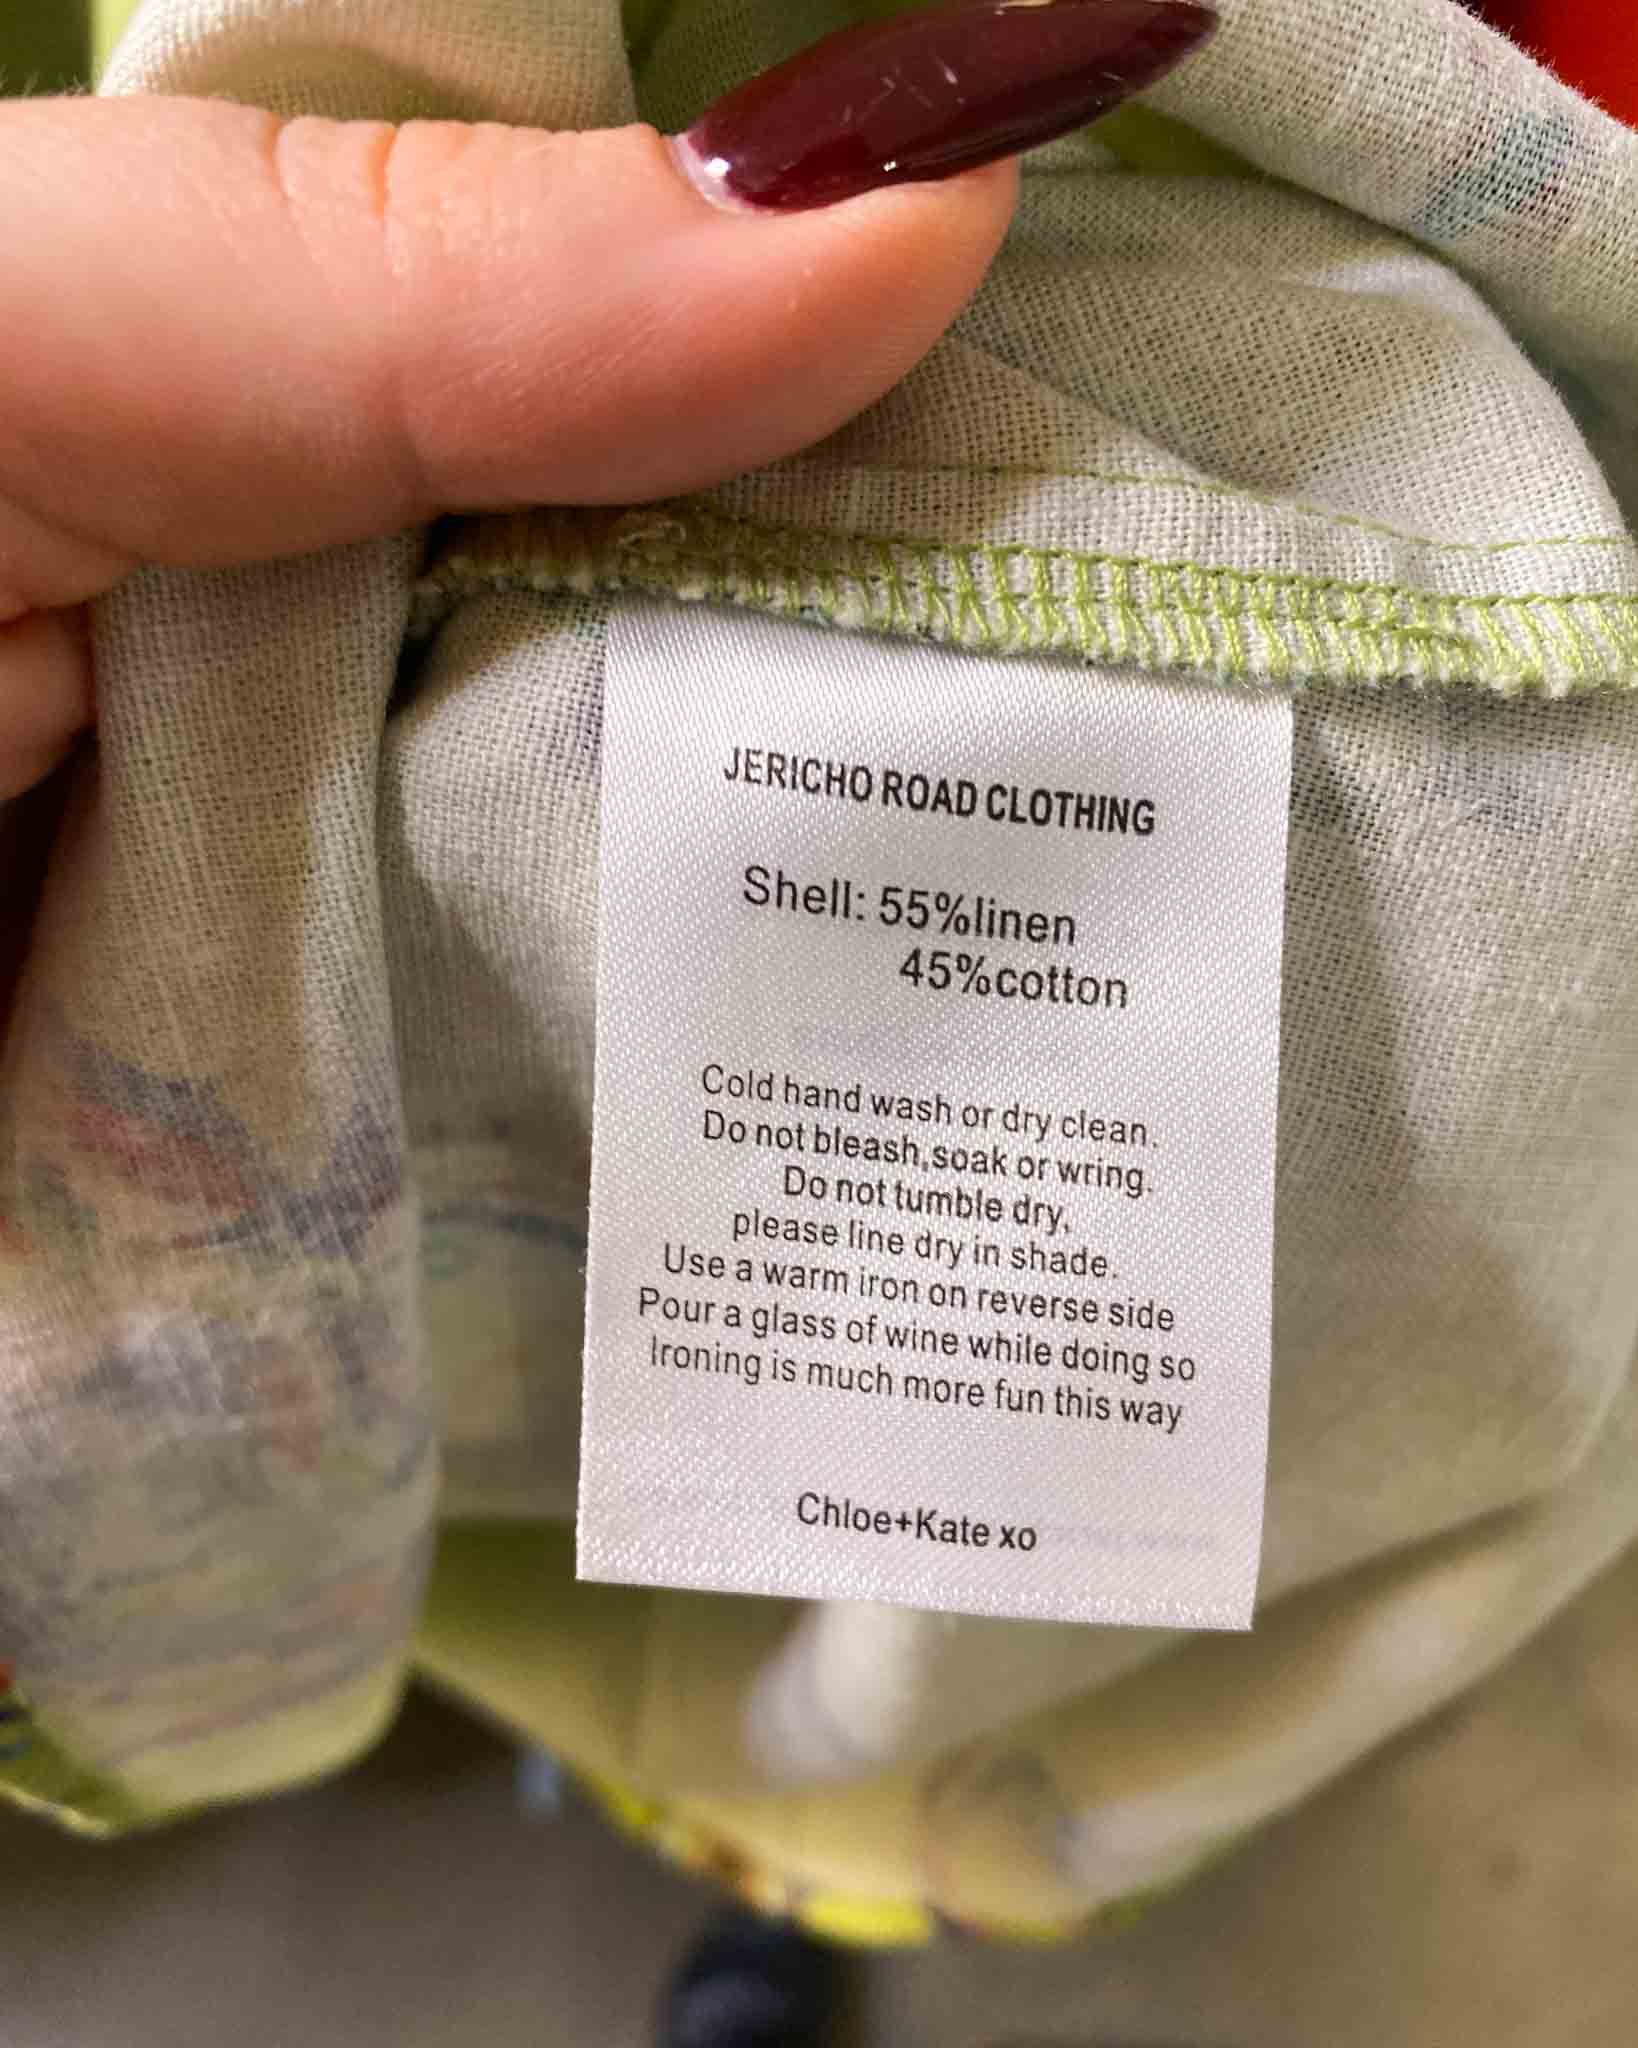 JERICHO ROAD CLOTHING
Shell: 55%linen
45%cotton
Cold hand wash or dry clean.
Do not bleash,soak or wring.
Do not tumble dry,
please line dry in shade.
Use a warm iron on reverse side
Pour a glass of wine while doing so
Ironing is much more fun this way
Chloe+Kate xo